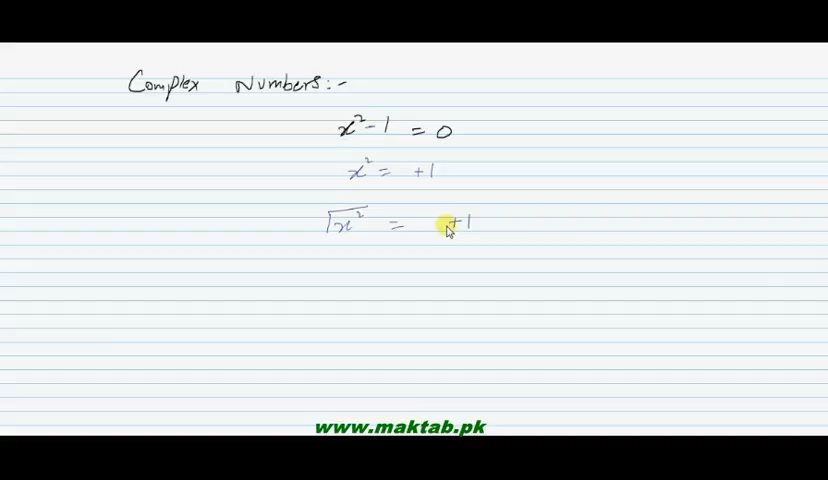 Complex Numbers:-
x² - 1 = 0
x² = +1
√x² = +1
www.maktab.pk